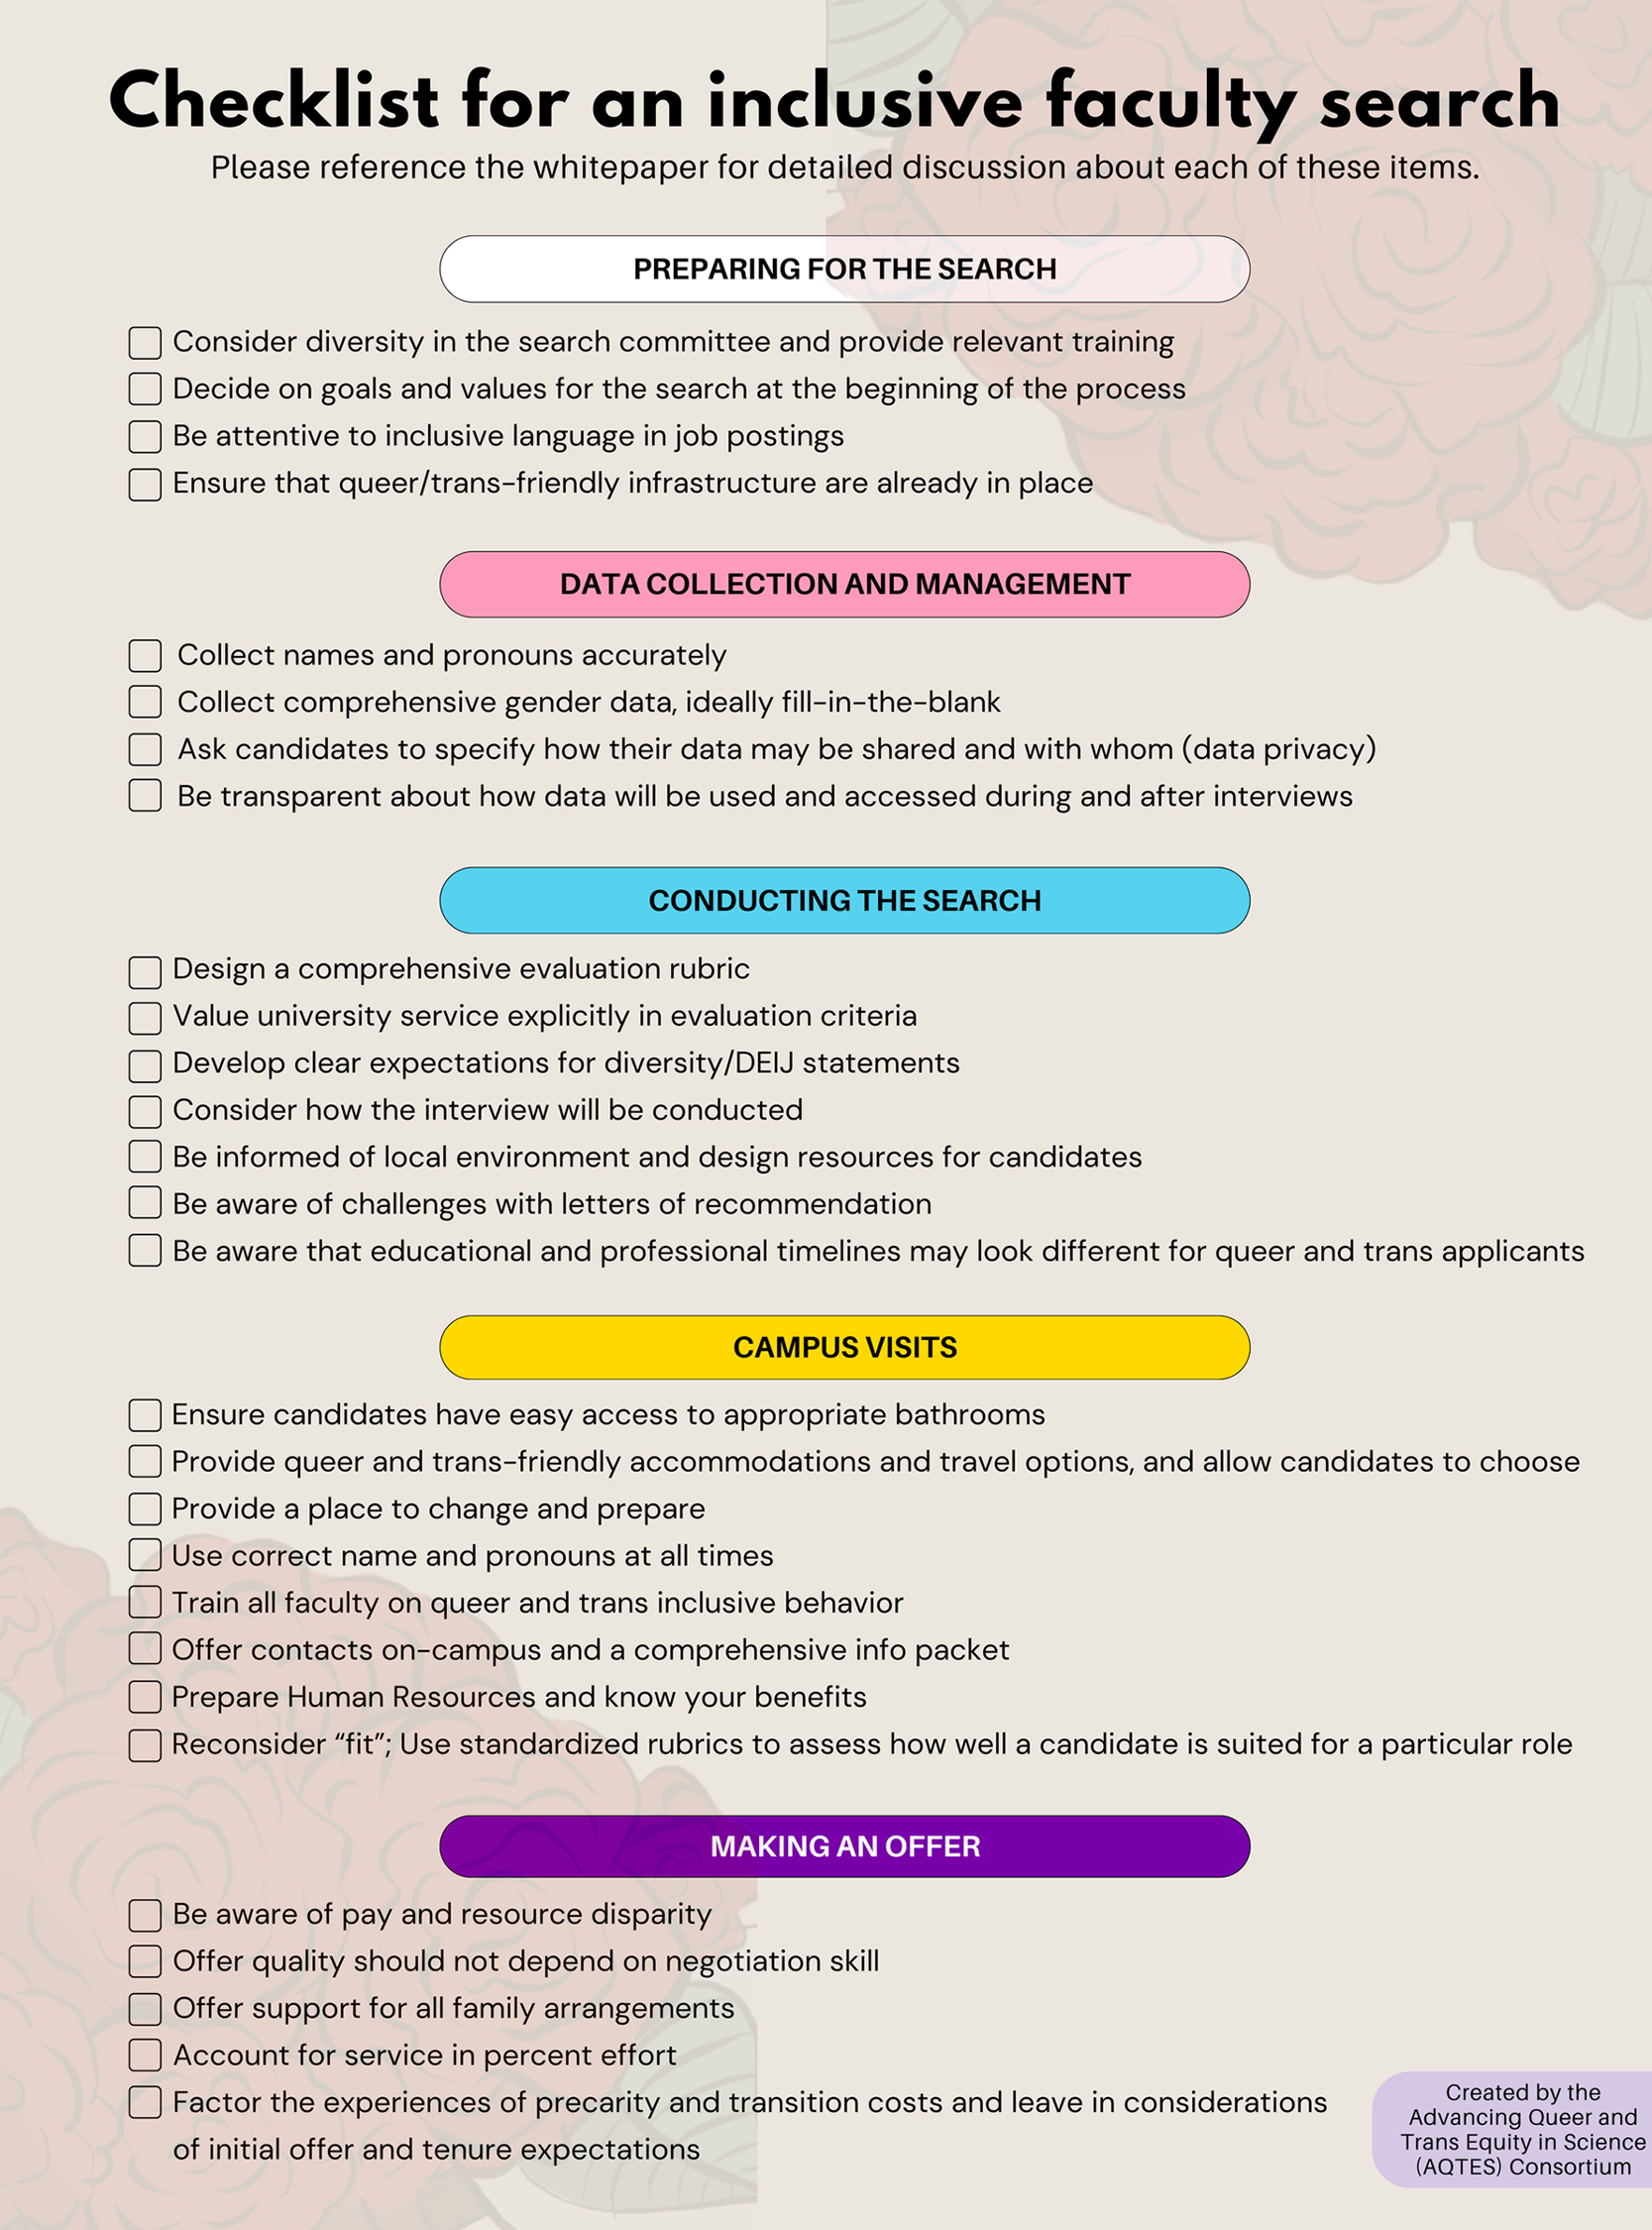 Checklist for an inclusive faculty search
Please reference the whitepaper for detailed discussion about each of these items.
PREPARING FOR THE SEARCH
Consider diversity in the search committee and provide relevant training
Decide on goals and values for the search at the beginning of the process
Be attentive to inclusive language in job postings
Ensure that queer/trans-friendly infrastructure are already in place
DATA COLLECTION AND MANAGEMENT
Collect names and pronouns accurately
Collect comprehensive gender data, ideally fill-in-the-blank
Ask candidates to specify how their data may be shared and with whom (data privacy)
Be transparent about how data will be used and accessed during and after interviews
CONDUCTING THE SEARCH
Design a comprehensive evaluation rubric
Value university service explicitly in evaluation criteria
Develop clear expectations for diversity/DEIJ statements
Consider how the interview will be conducted
Be informed of local environment and design resources for candidates
Be aware of challenges with letters of recommendation
Be aware that educational and professional timelines may look different for queer and trans applicants
CAMPUS VISITS
Ensure candidates have easy access to appropriate bathrooms
Provide queer and trans-friendly accommodations and travel options, and allow candidates to choose
Provide a place to change and prepare
Use correct name and pronouns at all times
Train all faculty on queer and trans inclusive behavior
Offer contacts on-campus and a comprehensive info packet
Prepare Human Resources and know your benefits
Reconsider “fit”; Use standardized rubrics to assess how well a candidate is suited for a particular role
MAKING AN OFFER
Be aware of pay and resource disparity
Offer quality should not depend on negotiation skill
Offer support for all family arrangements
Account for service in percent effort
Factor the experiences of precarity and transition costs and leave in considerations
of initial offer and tenure expectations
Created by the
Advancing Queer and
Trans Equity in Science
(AQTES) Consortium